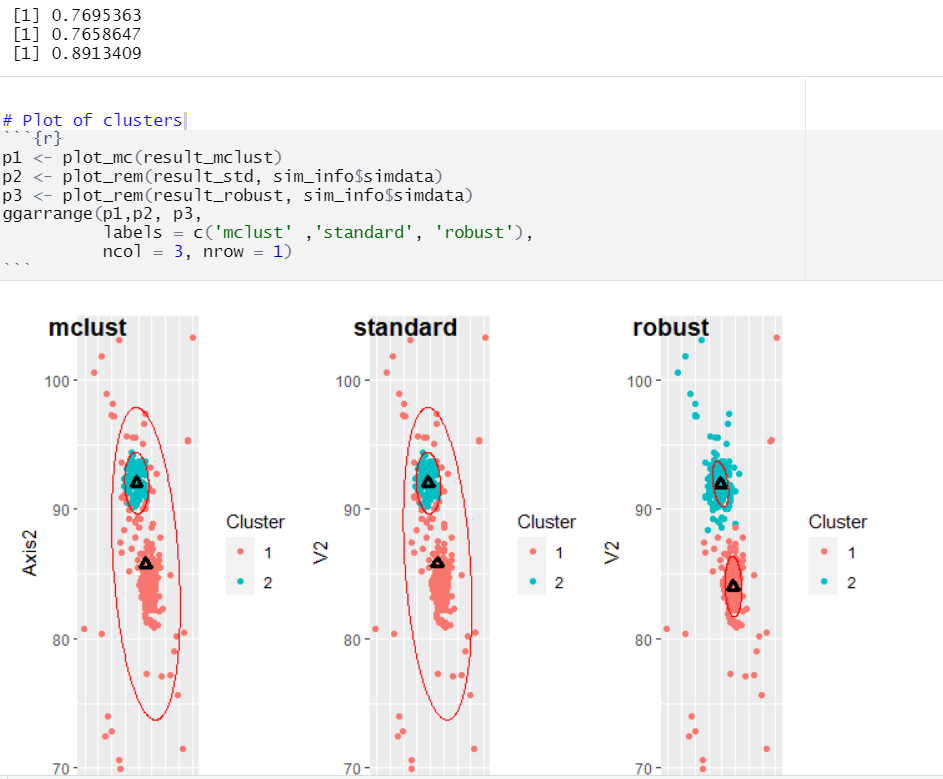 [1] 0.7695363
[1] 0.7658647
[1] 0.8913409
# Plot of clusters
```{r}
p1 <- plot_mc(result_mclust)
p2 <- plot_rem(result_std, sim_info$simdata)
p3 <- plot_rem(result_robust, sim_info$simdata)
ggarrange(p1,p2, p3,
labels = c('mclust' ,'standard', 'robust'),
ncol = 3, nrow = 1)
```
mclust
100
90
80
70
Axis2
Cluster
1
2
standard
100
90
80
70
V2
Cluster
1
2
robust
100
90
80
70
V2
Cluster
1
2